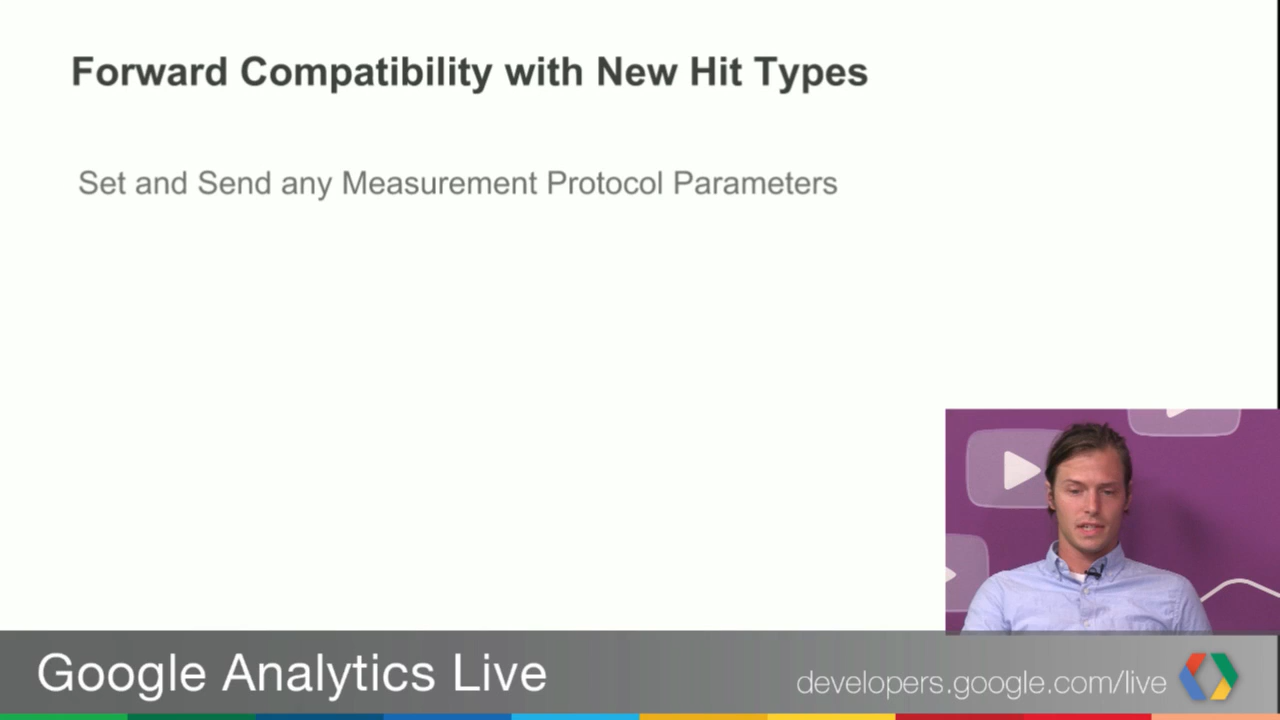 Forward Compatibility with New Hit Types
Set and Send any Measurement Protocol Parameters
Google Analytics Live
developers.google.com/live